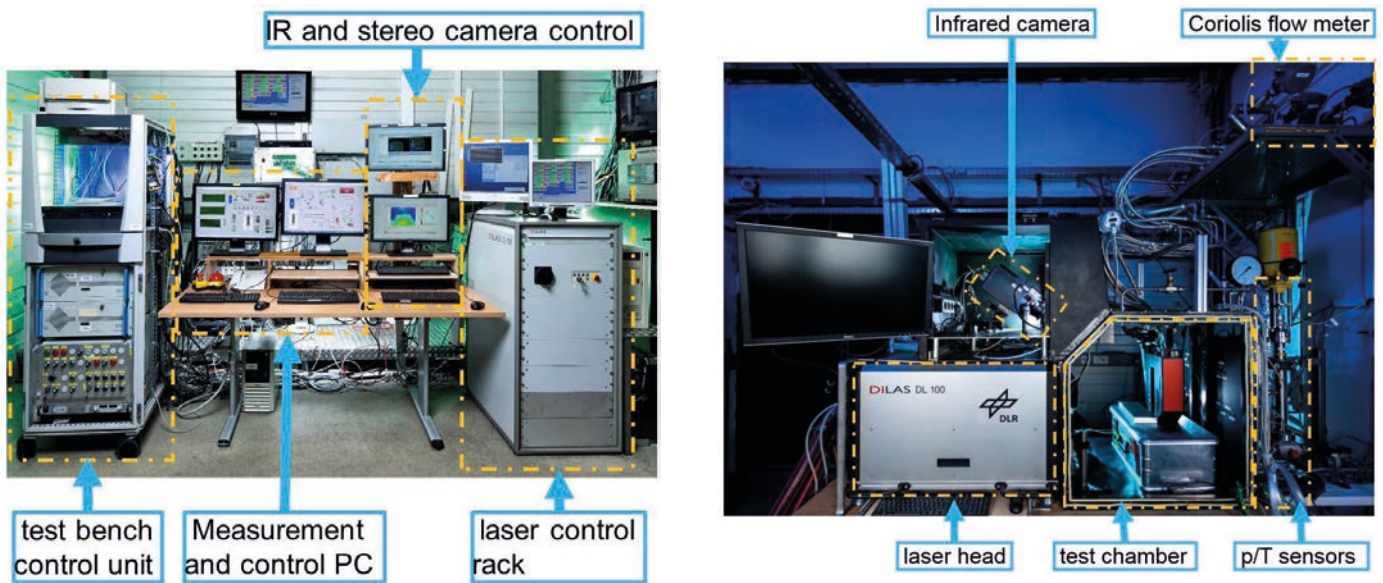 IR and stereo camera control
Infrared camera
Coriolis flow meter
DILAS
DILAS DL 100
DLR
test bench
control unit
Measurement
and control PC
laser control
rack
laser head
test chamber
p/T sensors